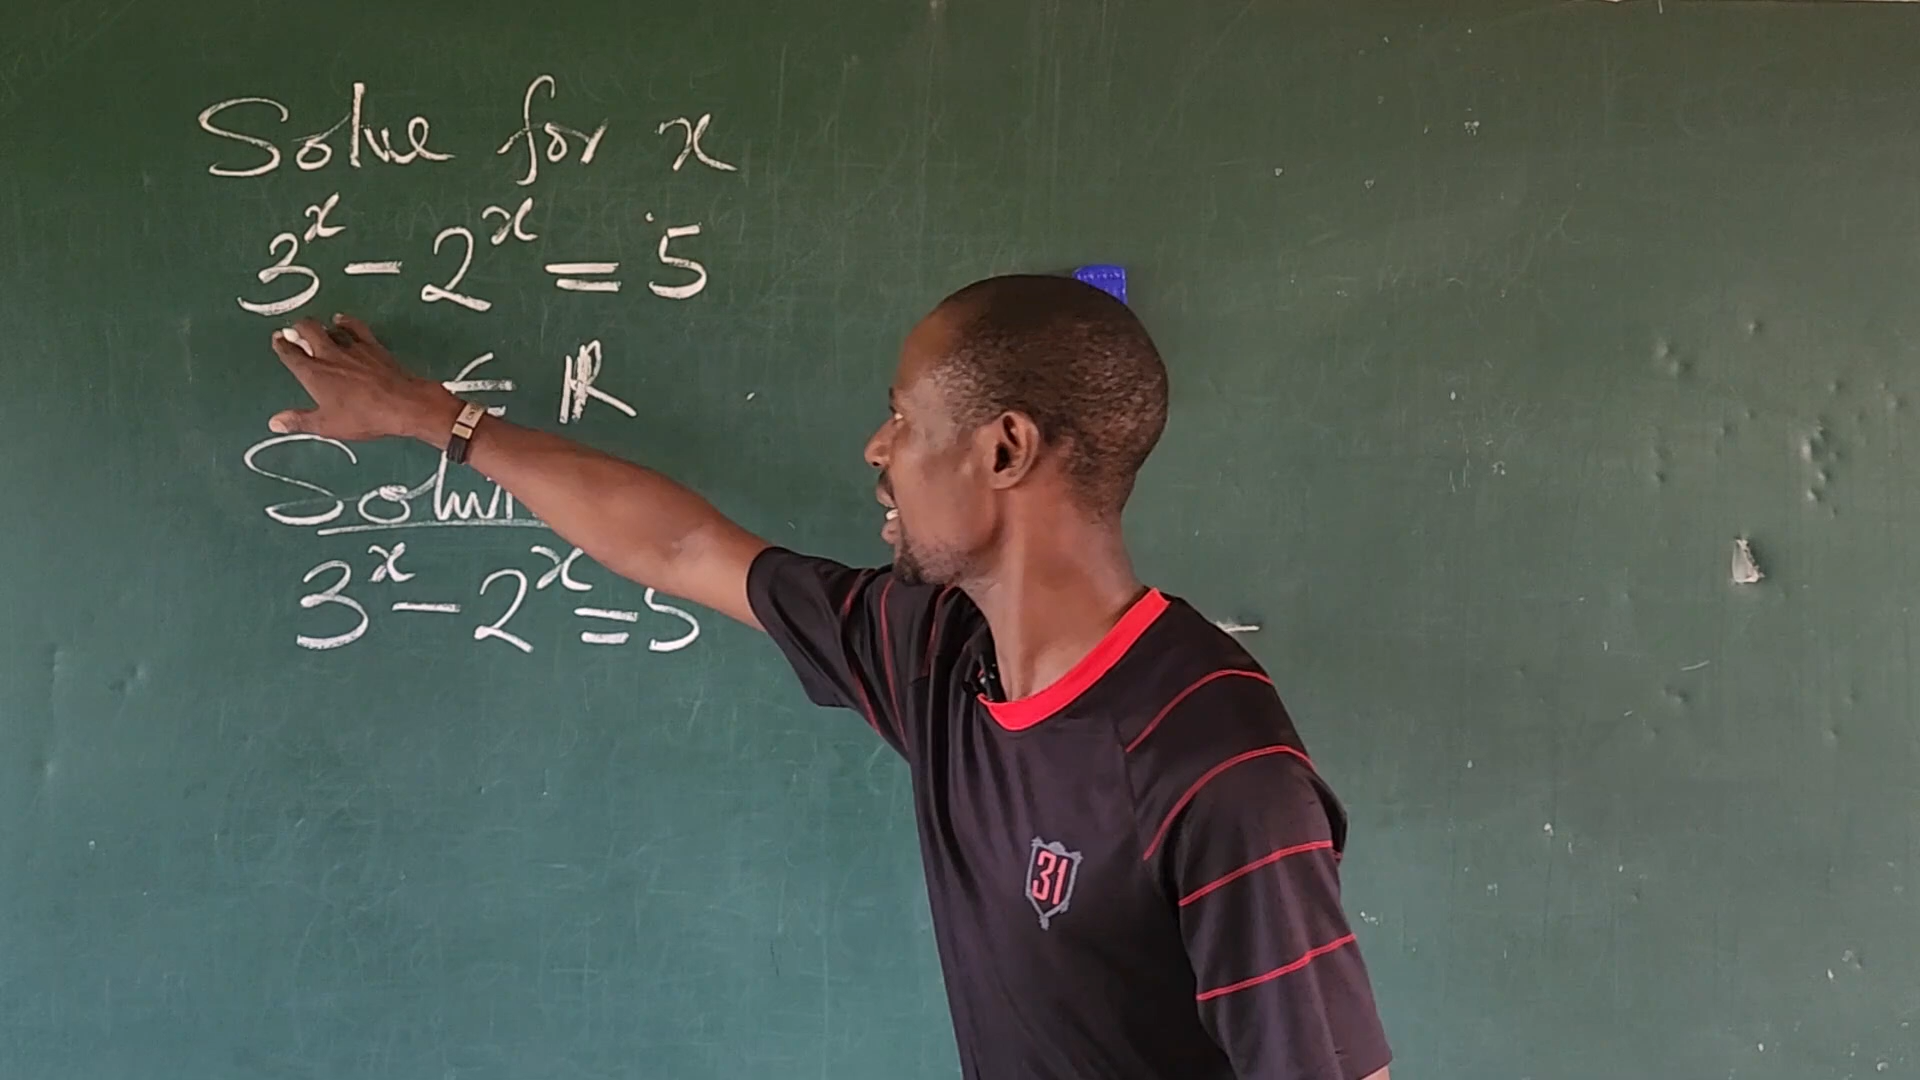 Solve for x
3^x - 2^x = 5
∈ ℝ
3^x - 2^x = 5
31